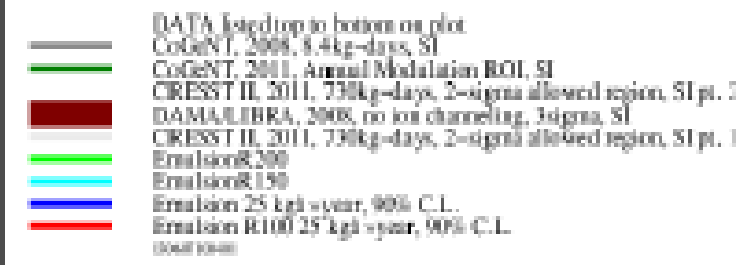 DATA listed top to bottom on plot
CoGeNT, 2008, 8.4kg-days, SI
CoGeNT, 2011, Annual Modulation ROI, SI
CRESST II, 2011, 730kg-days, 2-sigma allowed region, SI pt. 2
DAMA/LIBRA, 2008, no ion channeling, 3sigma, SI
CRESST II, 2011, 730kg-days, 2-sigma allowed region, SI pt. 1
EmulsionR200
EmulsionR150
Emulsion 25 kgã-year, 90% C.L.
Emulsion R100 25 kgã-year, 90% C.L.